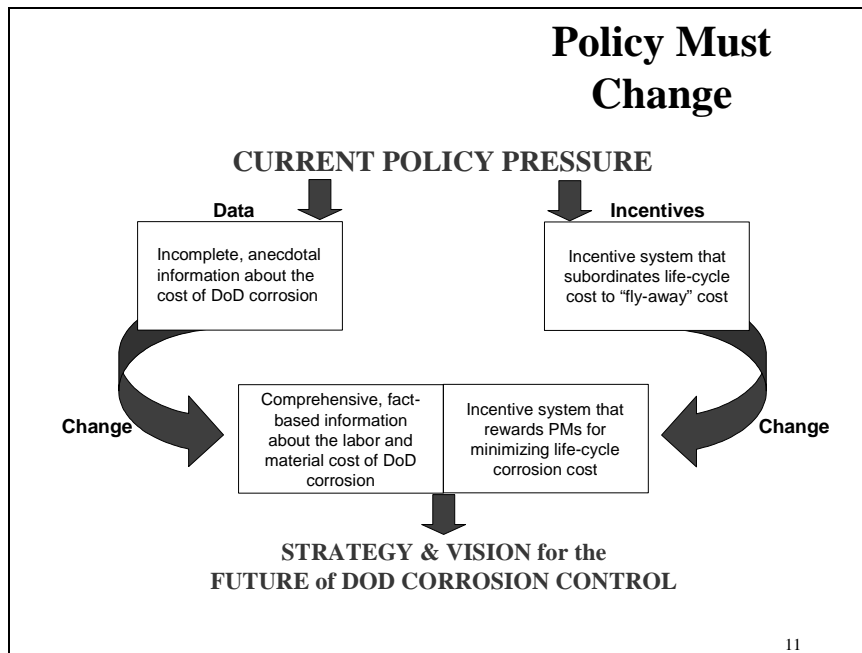 Policy Must
Change
CURRENT POLICY PRESSURE
Data
Incentives
Incomplete, anecdotal
information about the
cost of DoD corrosion
Incentive system that
subordinates life-cycle
cost to “fly-away” cost
Change
Change
Comprehensive, fact-
based information
about the labor and
material cost of DoD
corrosion
Incentive system that
rewards PMs for
minimizing life-cycle
corrosion cost
STRATEGY & VISION for the
FUTURE of DOD CORROSION CONTROL
11